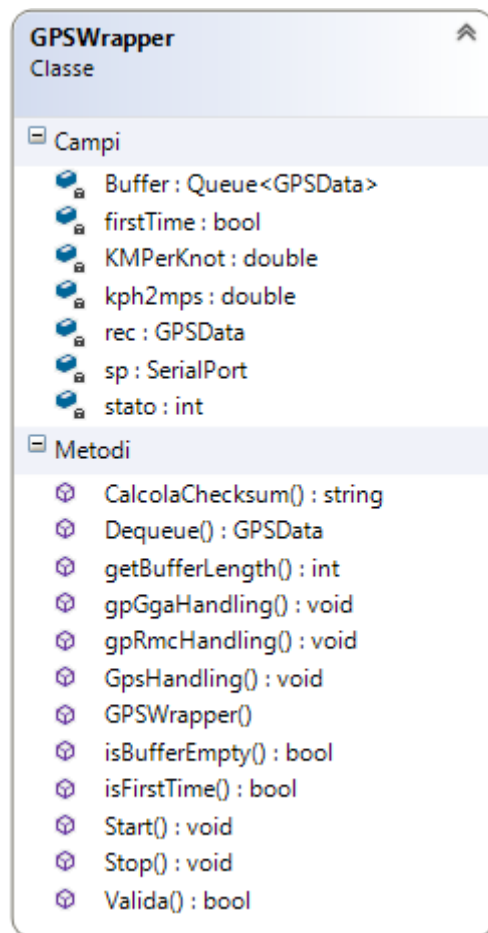 GPSWrapper
Classe
Campi
Buffer : Queue<GPSData>
firstTime : bool
KMPerKnot : double
kph2mps : double
rec : GPSData
sp : SerialPort
stato : int
Metodi
CalcolaChecksum() : string
Dequeue() : GPSData
getBufferLength() : int
gpGgaHandling() : void
gpRmcHandling() : void
GpsHandling() : void
GPSWrapper()
isBufferEmpty() : bool
isFirstTime() : bool
Start() : void
Stop() : void
Valida() : bool